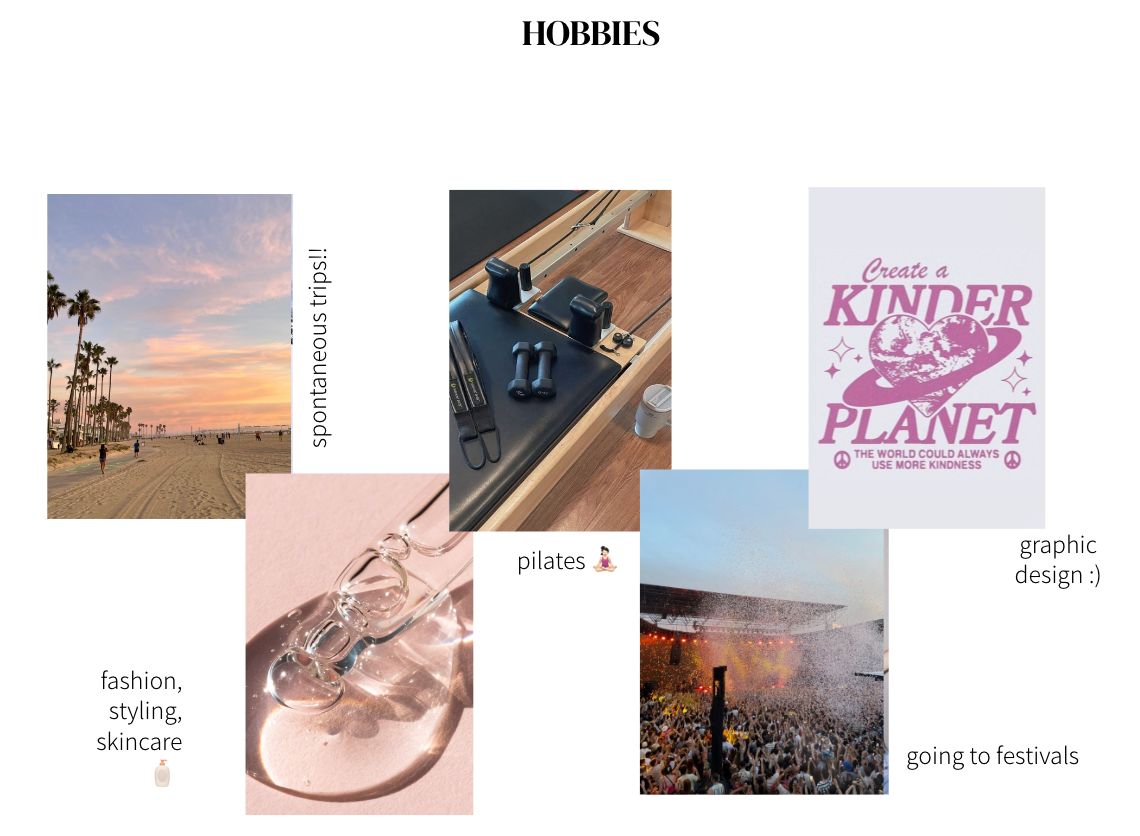 HOBBIES
spontaneous trips!!
Create a
KINDER
PLANET
THE WORLD COULD ALWAYS
USE MORE KINDNESS
pilates 🧘🏻‍♀️
graphic
design :)
fashion,
styling,
skincare
🧴
going to festivals